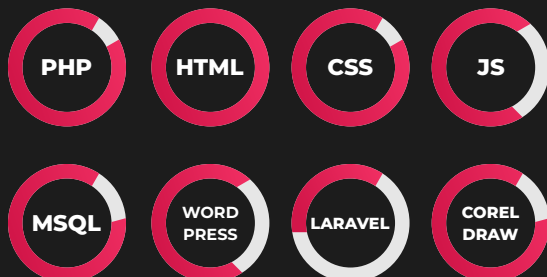 PHP
HTML
CSS
JS
MSQL
WORD
PRESS
LARAVEL
COREL
DRAW